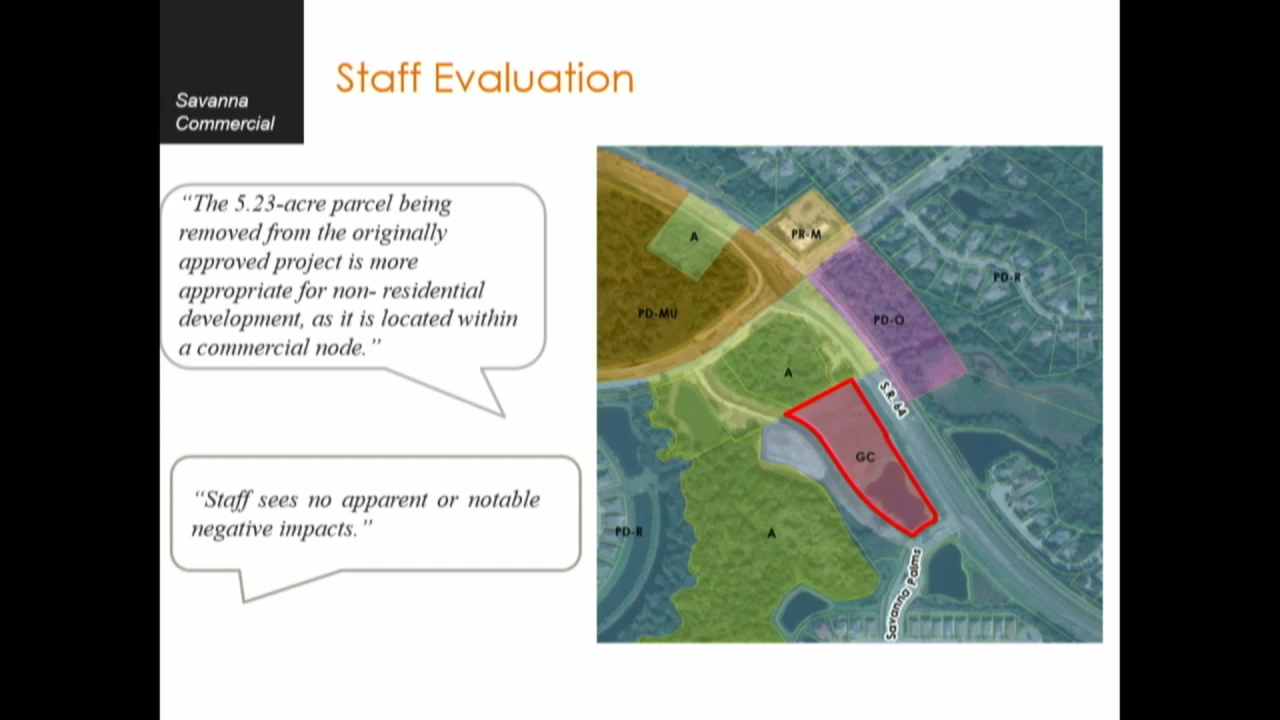 Savanna
Commercial
Staff Evaluation
“The 5.23-acre parcel being
removed from the originally
approved project is more
appropriate for non- residential
development, as it is located within
a commercial node.”
“Staff sees no apparent or notable
negative impacts.”
A
PR-M
PD-R
PD-MU
PD-O
A
S.R. 64
GC
PD-R
A
Savanna Palms